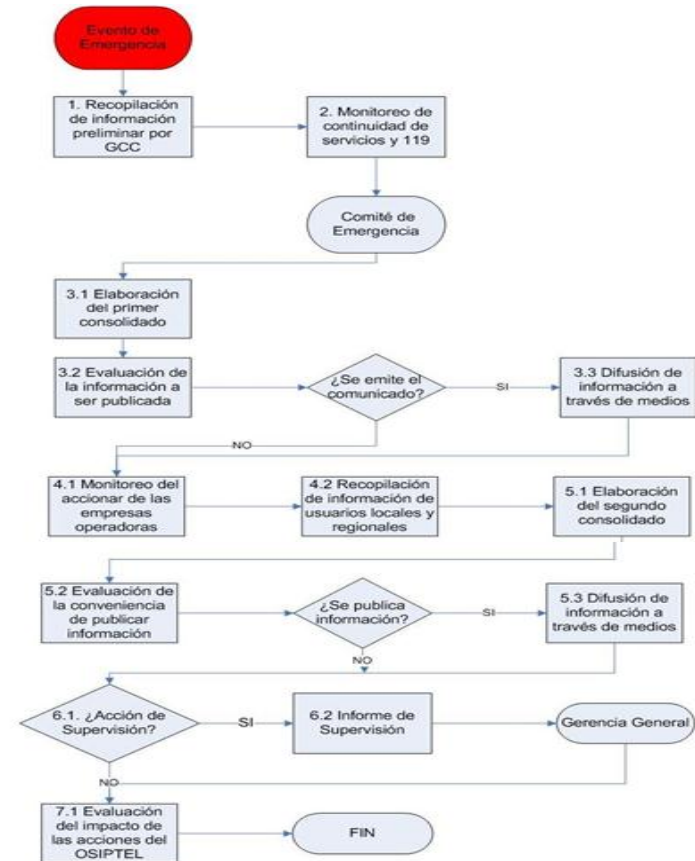 Evento de
Emergencia
1. Recopilación
de información
preliminar por
GCC
2. Monitoreo de
continuidad de
servicios y 119
Comité de
Emergencia
3.1 Elaboración
del primer
consolidado
3.2 Evaluación de
la información a
ser publicada
¿Se emite el
comunicado?
SI
3.3 Difusión de
información a
través de medios
NO
4.1 Monitoreo del
accionar de las
empresas
operadoras
4.2 Recopilación
de información de
usuarios locales y
regionales
5.1 Elaboración
del segundo
consolidado
5.2 Evaluación de
la conveniencia
de publicar
información
¿Se publica
información?
SI
5.3 Difusión de
información a
través de medios
NO
6.1. ¿Acción de
Supervisión?
SI
6.2 Informe de
Supervisión
Gerencia General
NO
7.1 Evaluación
del impacto de
las acciones del
OSIPTEL
FIN